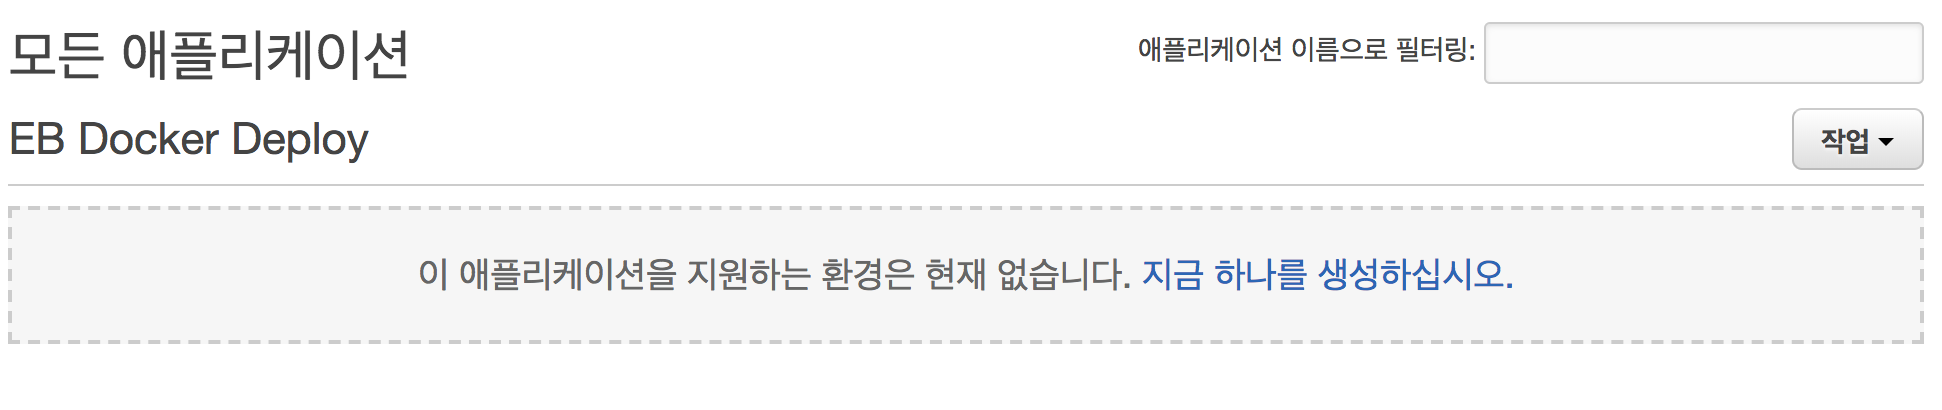 모든 애플리케이션
애플리케이션 이름으로 필터링:
EB Docker Deploy
작업
이 애플리케이션을 지원하는 환경은 현재 없습니다. 지금 하나를 생성하십시오.